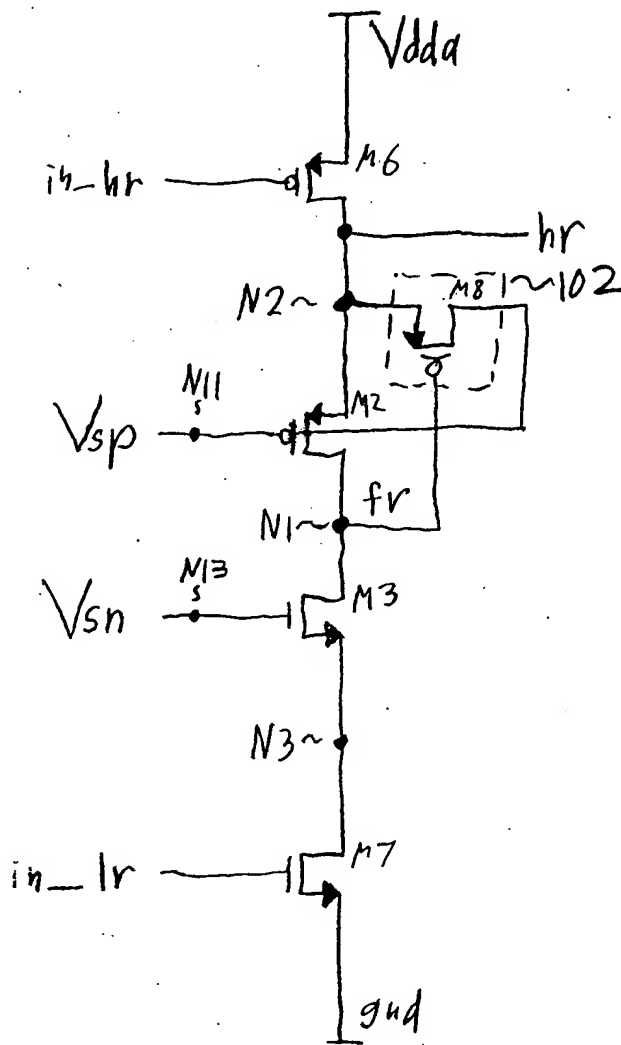 Vdda
M6
in_hr
hr
N2~
M8
~102
N11
M2
Vsp
fr
N1~
N13
M3
Vsn
N3~
M7
in_lr
gnd